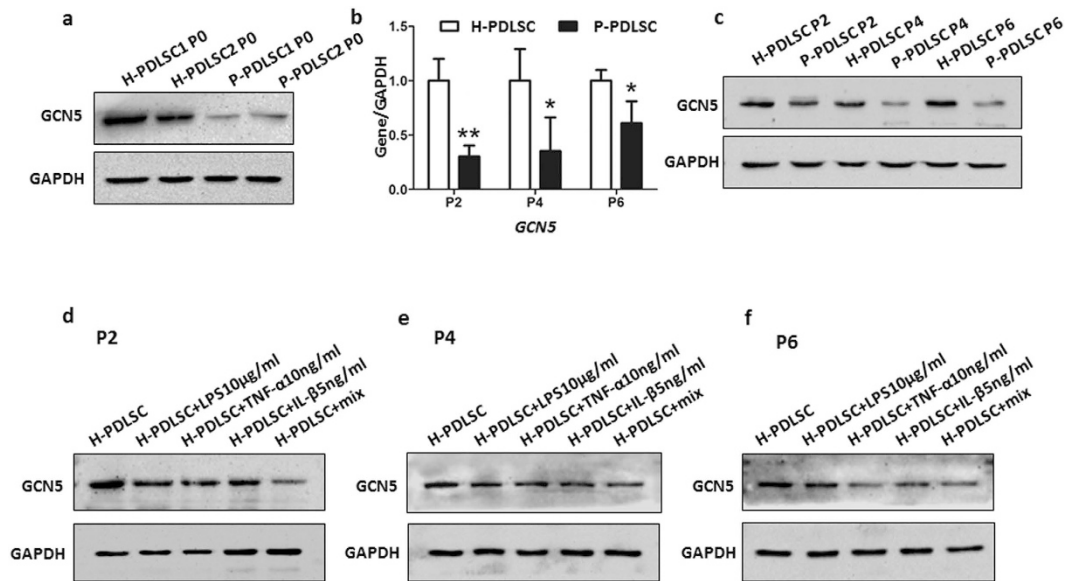 a
H-PDLSC1 P0
H-PDLSC2 P0
P-PDLSC1 P0
P-PDLSC2 P0
GCN5
GAPDH
b
H-PDLSC
P-PDLSC
Gene/GAPDH
1.5
1.0
0.5
0.0
**
*
*
P2
P4
P6
GCN5
c
H-PDLSC P2
P-PDLSC P2
H-PDLSC P4
P-PDLSC P4
H-PDLSC P6
P-PDLSC P6
GCN5
GAPDH
d
P2
H-PDLSC
H-PDLSC+LPS10μg/ml
H-PDLSC+TNF-α10ng/ml
H-PDLSC+IL-β5ng/ml
H-PDLSC+mix
GCN5
GAPDH
e
P4
H-PDLSC
H-PDLSC+LPS10μg/ml
H-PDLSC+TNF-α10ng/ml
H-PDLSC+IL-β5ng/ml
H-PDLSC+mix
GCN5
GAPDH
f
P6
H-PDLSC
H-PDLSC+LPS10μg/ml
H-PDLSC+TNF-α10ng/ml
H-PDLSC+IL-β5ng/ml
H-PDLSC+mix
GCN5
GAPDH